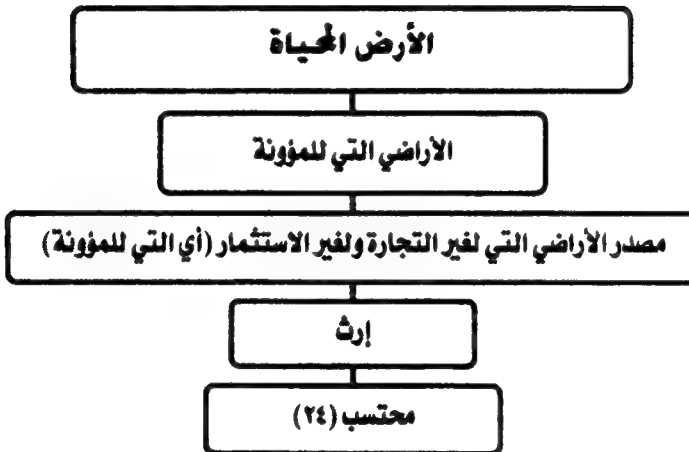 الأرض المحياة
الأراضي التي للمؤونة
مصدر الأراضي التي لغير التجارة ولغير الاستثمار (أي التي للمؤونة)
إرث
محتسب (٢٤)